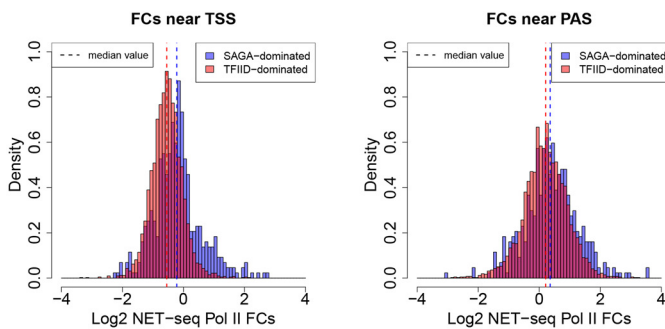 FCs near TSS
1.0
0.8
0.6
0.4
0.2
0.0
Density
median value
SAGA−dominated
TFIID−dominated
−4 −2 0 2 4
Log2 NET−seq Pol II FCs
FCs near PAS
1.0
0.8
0.6
0.4
0.2
0.0
Density
median value
SAGA−dominated
TFIID−dominated
−4 −2 0 2 4
Log2 NET−seq Pol II FCs